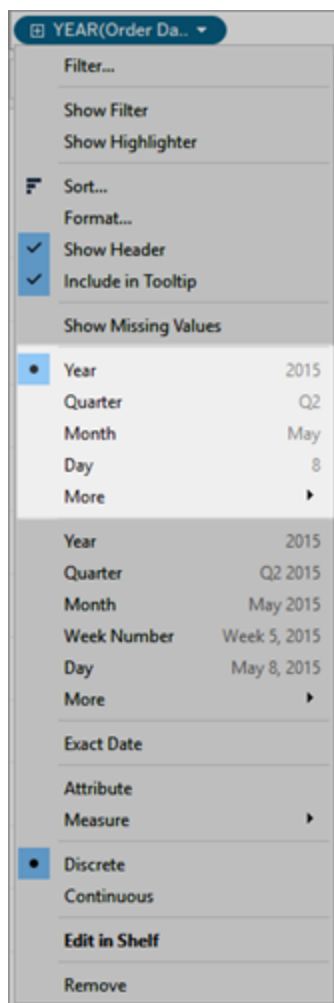 YEAR(Order Da..
Filter...
Show Filter
Show Highlighter
Sort...
Format...
Show Header
Include in Tooltip
Show Missing Values
Year 2015
Quarter Q2
Month May
Day 8
More
Year 2015
Quarter Q2 2015
Month May 2015
Week Number Week 5, 2015
Day May 8, 2015
More
Exact Date
Attribute
Measure
Discrete
Continuous
Edit in Shelf
Remove